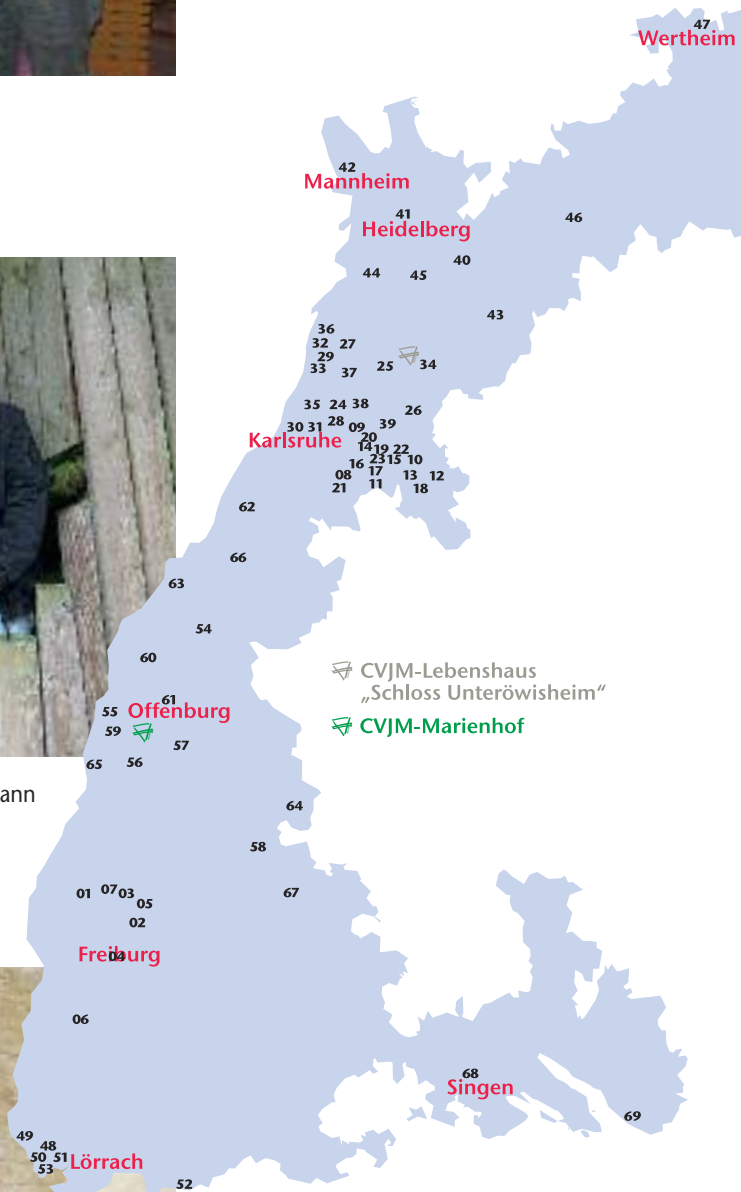 47
Wertheim
42
Mannheim
41
Heidelberg
46
40
44 45
43
36
32 27
29
33 37 25 34
35 24 38 26
30 31 28 09 39
Karlsruhe 20
14 19 22
16 23 15 10
08 17 13 12
21 11 18
62
66
63
54
60
CVJM-Lebenshaus
„Schloss Unteröwisheim“
61
55 Offenburg
59
CVJM-Marienhof
57
65 56
ann
64
58
01 07 03 67
05
02
Freiburg
04
06
68
Singen
69
49
48
50 51
53 Lörrach
52